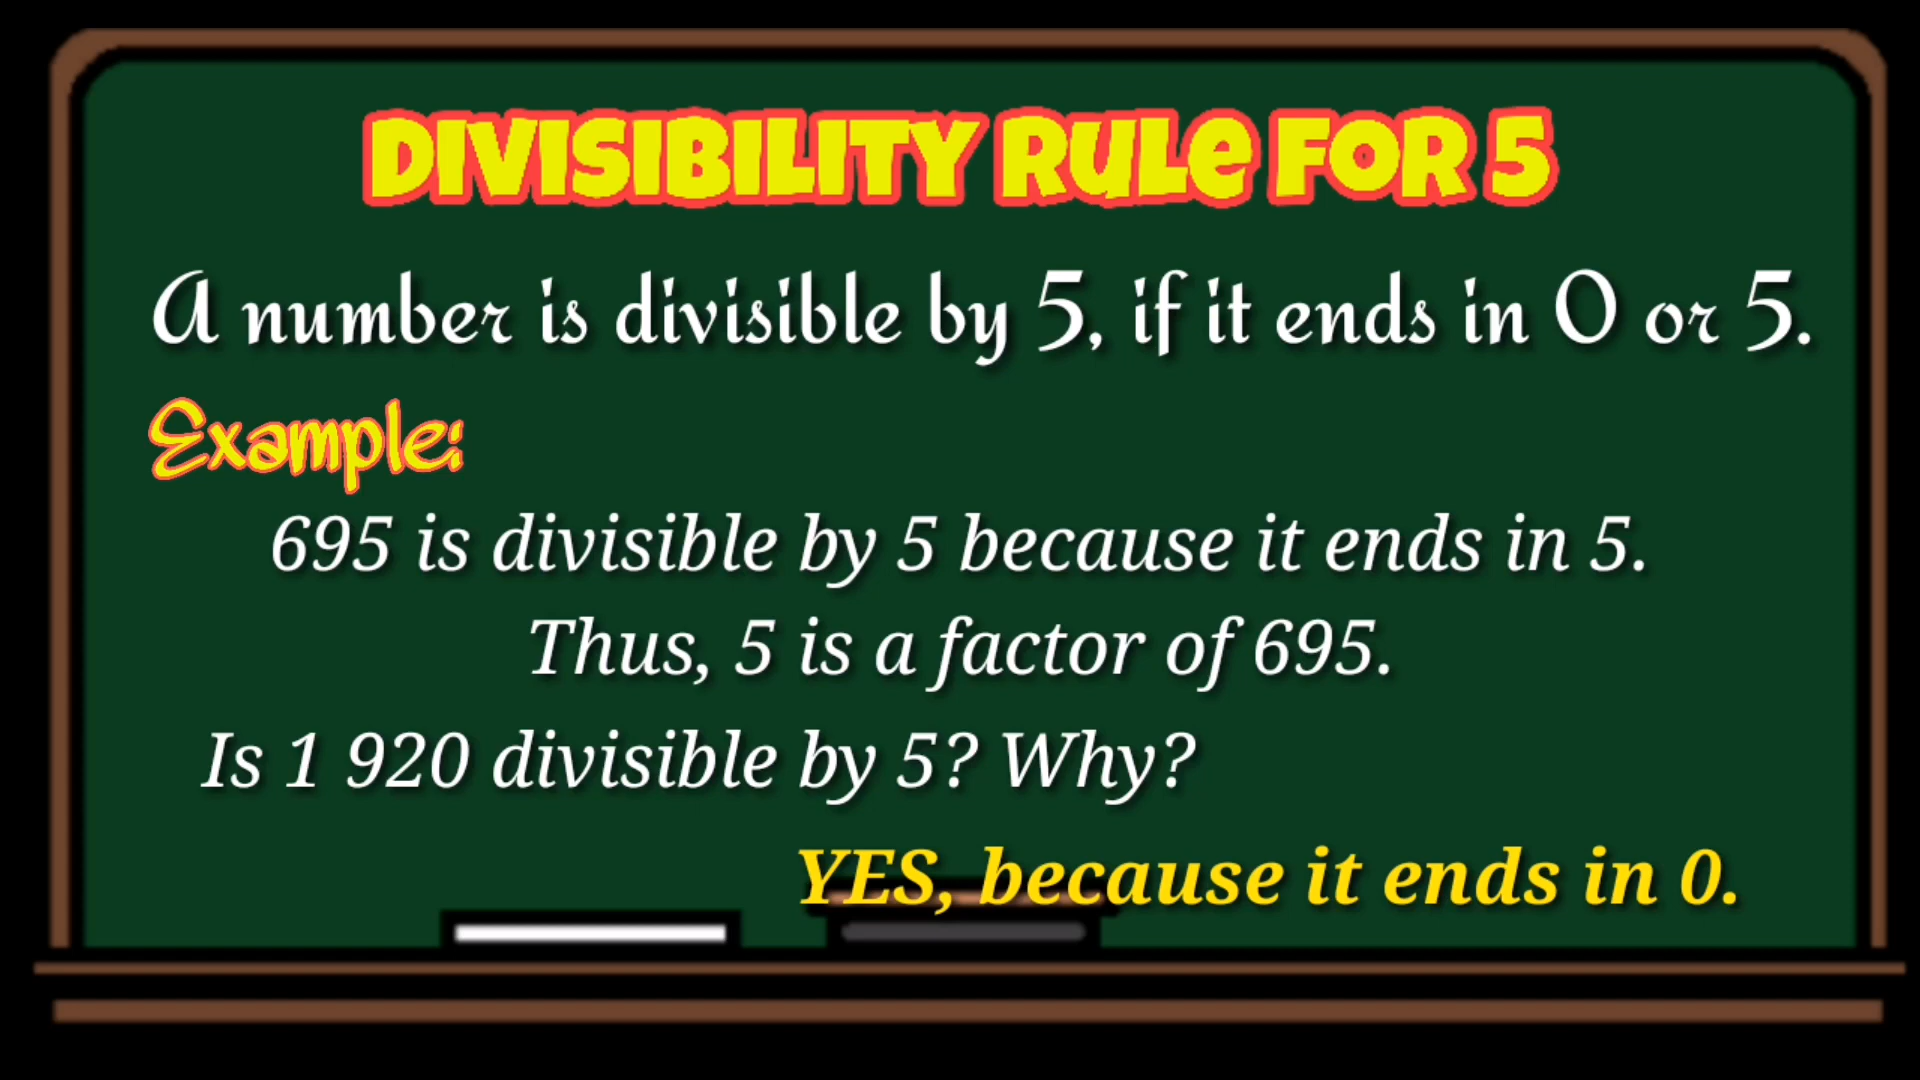 DIVISIBILITY RULe FOR 5
A number is divisible by 5, if it ends in 0 or 5.
Example:
695 is divisible by 5 because it ends in 5.
Thus, 5 is a factor of 695.
Is 1 920 divisible by 5? Why?
YES, because it ends in 0.